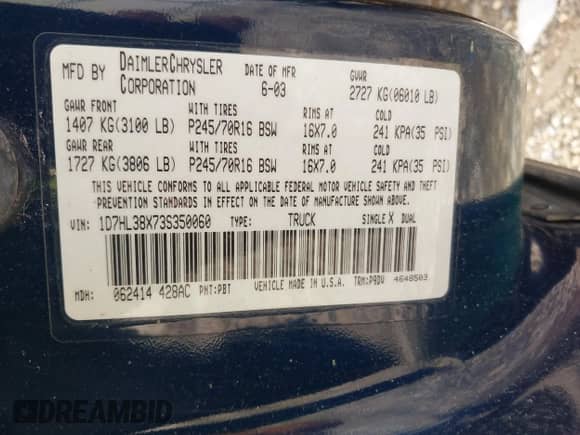 MFD BY DAIMLERCHRYSLER CORPORATION DATE OF MFR 6-03 GVWR 2727 KG(06010 LB)
GAWR FRONT WITH TIRES RIMS AT COLD
1407 KG(3100 LB) P245/70R16 BSW 16X7.0 241 KPA(35 PSI)
GAWR REAR WITH TIRES RIMS AT COLD
1727 KG(3806 LB) P245/70R16 BSW 16X7.0 241 KPA(35 PSI)
THIS VEHICLE CONFORMS TO ALL APPLICABLE FEDERAL MOTOR VEHICLE SAFETY AND THEFT
PREVENTION STANDARDS IN EFFECT ON THE DATE OF MANUFACTURE SHOWN ABOVE.
VIN: 1D7HL38X73S350060 TYPE: TRUCK SINGLE X DUAL
MDH: 062414 428AC PNT:PBT VEHICLE MADE IN U.S.A. TRM:P9DV 4648503
DREAMBID